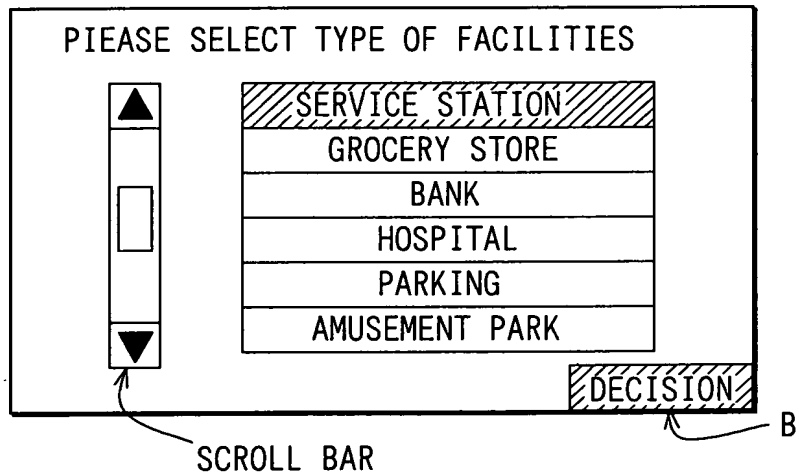 PIEASE SELECT TYPE OF FACILITIES
SERVICE STATION
GROCERY STORE
BANK
HOSPITAL
PARKING
AMUSEMENT PARK
DECISION
B
SCROLL BAR